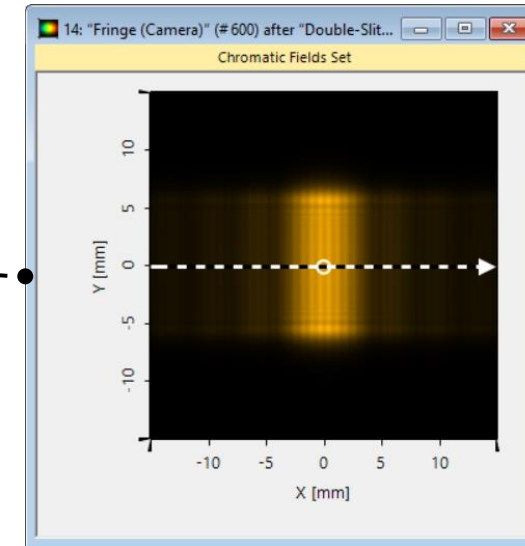 14: "Fringe (Camera)" (# 600) after "Double-Slit...
Chromatic Fields Set
10
5
0
-5
-10
Y [mm]
-10 -5 0 5 10
X [mm]